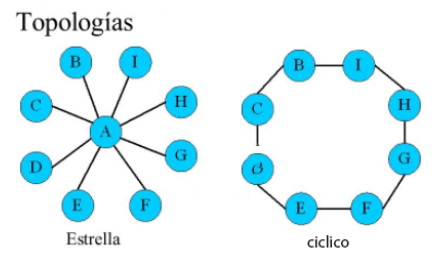 Topologías
B I
C
H
A
D
G
E F
Estrella
B I
C
H
G
E F
ciclico